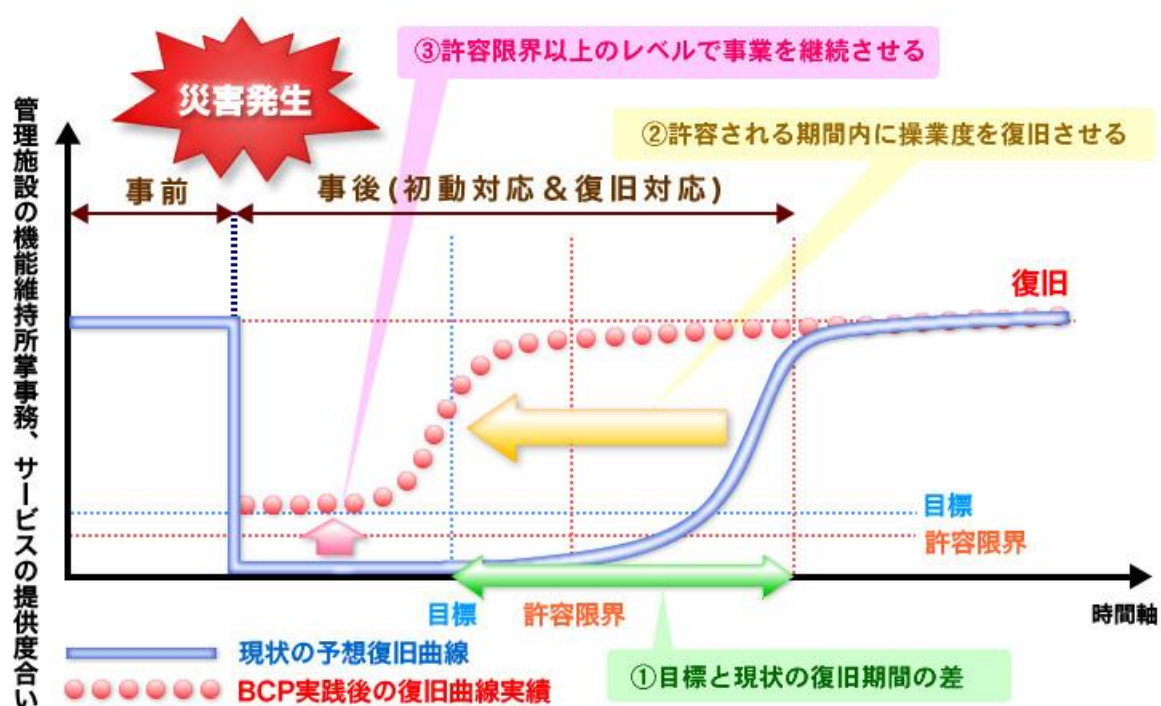 ③許容限界以上のレベルで事業を継続させる
災害発生
②許容される期間内に操業度を復旧させる
事前
事後(初動対応＆復旧対応)
管理施設の機能維持所掌事務、サービスの提供度合い
復旧
目標
許容限界
目標
許容限界
時間軸
現状の予想復旧曲線
①目標と現状の復旧期間の差
BCP実践後の復旧曲線実績